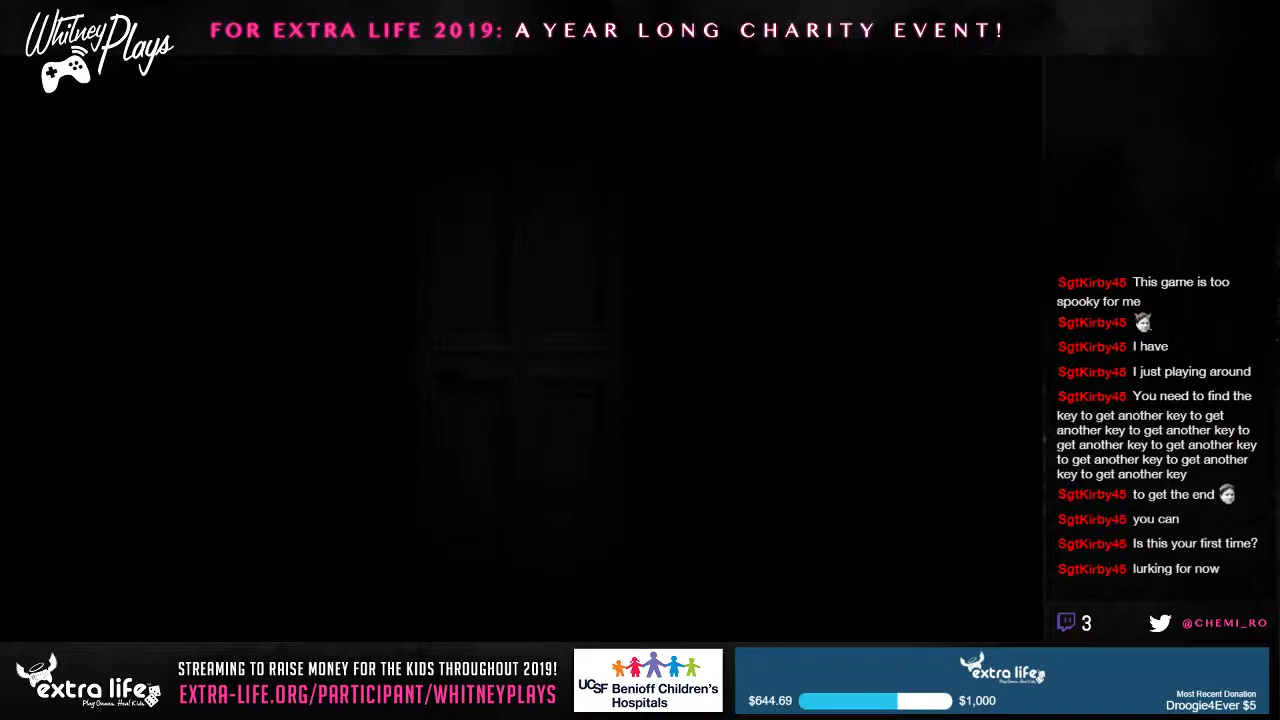 Whitney Plays
FOR EXTRA LIFE 2019: A YEAR LONG CHARITY EVENT!
SgtKirby45 This game is too
spooky for me
SgtKirby45
SgtKirby45 I have
SgtKirby45 I just playing around
SgtKirby45 You need to find the
key to get another key to get
another key to get another key to
get another key to get another key
to get another key to get another
key to get another key
SgtKirby45 to get the end
SgtKirby45 you can
SgtKirby45 Is this your first time?
SgtKirby45 lurking for now
3
@CHEMI_RO
extra life
Play Games. Heal Kids.
STREAMING TO RAISE MONEY FOR THE KIDS THROUGHOUT 2019!
EXTRA-LIFE.ORG/PARTICIPANT/WHITNEYPLAYS
UCSF Benioff Children's
Hospitals
extra life
Play Games. Heal Kids.
$644.69
$1,000
Most Recent Donation
Droogie4Ever $5